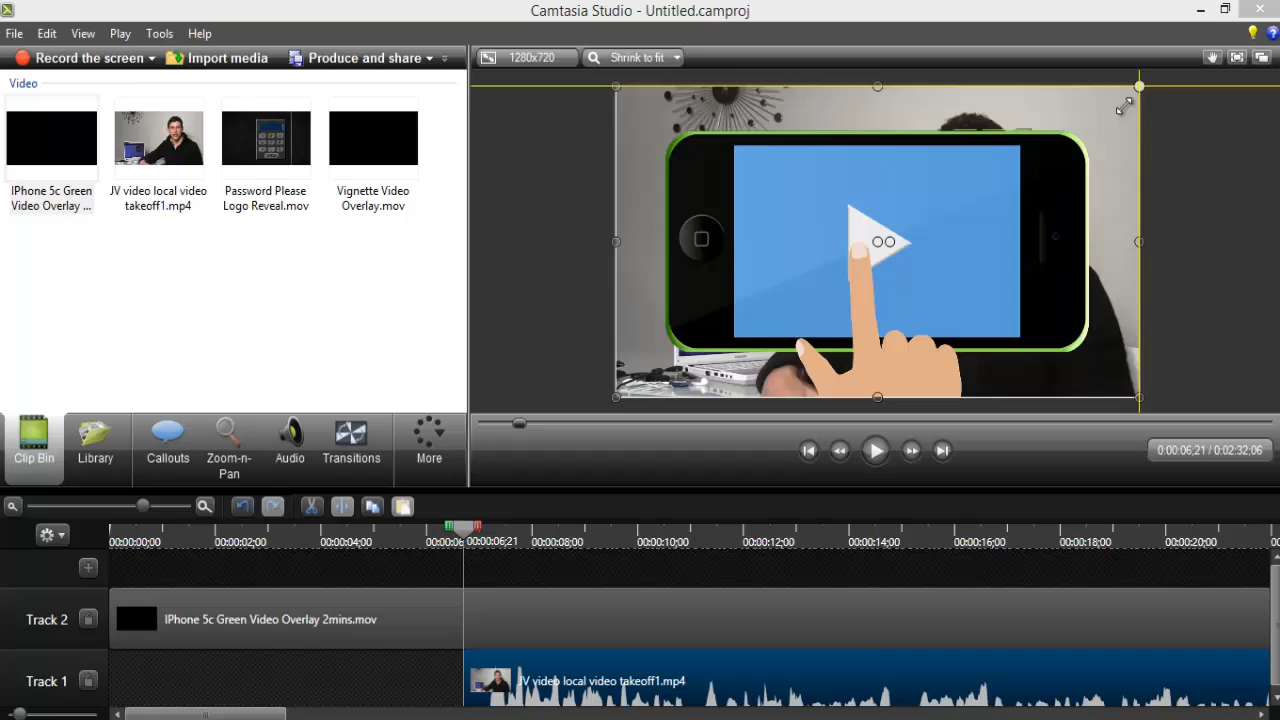 Camtasia Studio - Untitled.camproj
File Edit View Play Tools Help
Record the screen Import media Produce and share
1280x720 Shrink to fit
Video
IPhone 5c Green
Video Overlay ...
JV video local video
takeoff1.mp4
Password Please
Logo Reveal.mov
Vignette Video
Overlay.mov
Clip Bin Library Callouts Zoom-n-
Pan Audio Transitions More
0:00:06;21 / 0:02:32;06
00:00:00;00 00:00:02;00 00:00:04;00 00:00:06;21 00:00:08;00 00:00:10;00 00:00:12;00 00:00:14;00 00:00:16;00 00:00:18;00 00:00:20;00
Track 2 IPhone 5c Green Video Overlay 2mins.mov
Track 1 JV video local video takeoff1.mp4